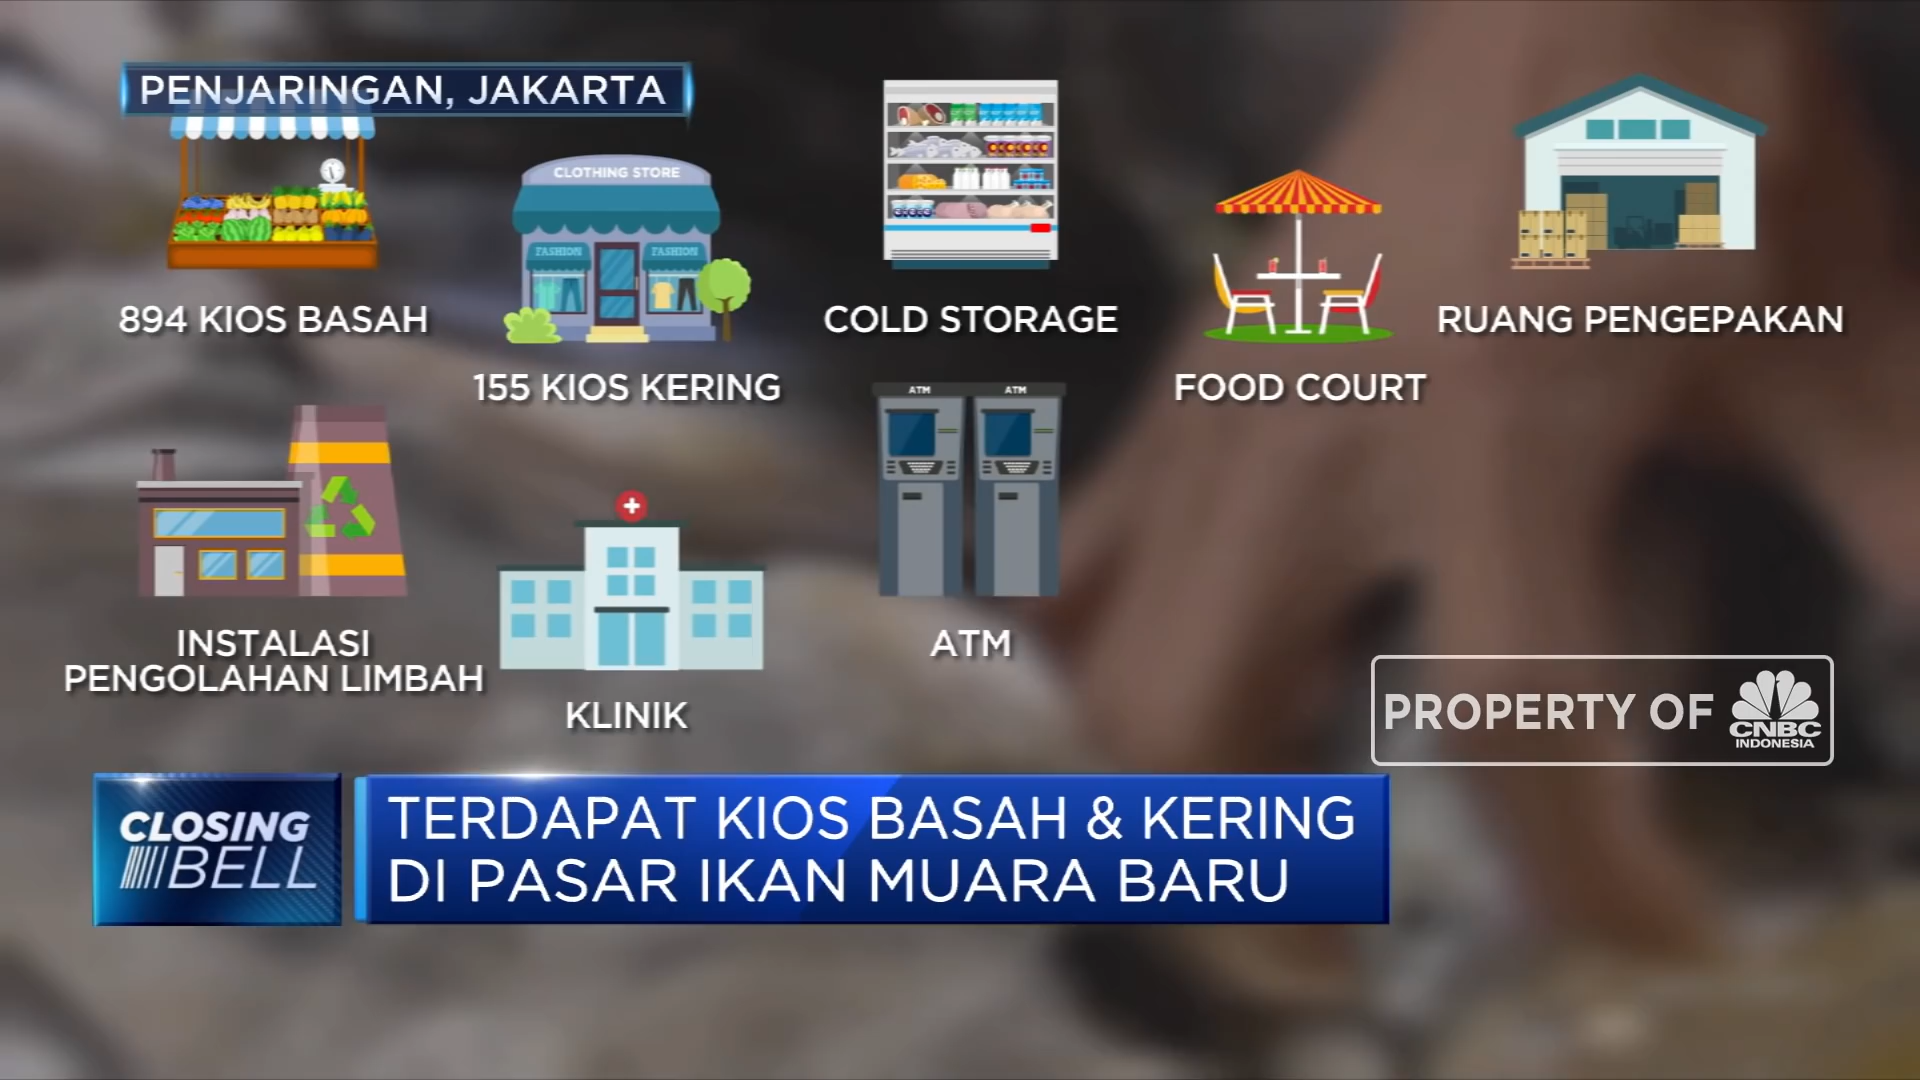 PENJARINGAN, JAKARTA
CLOTHING STORE
FASHION
FASHION
894 KIOS BASAH
155 KIOS KERING
COLD STORAGE
FOOD COURT
RUANG PENGEPAKAN
INSTALASI
PENGOLAHAN LIMBAH
KLINIK
ATM
ATM
ATM
PROPERTY OF
CNBC
INDONESIA
CLOSING
BELL
TERDAPAT KIOS BASAH & KERING
DI PASAR IKAN MUARA BARU